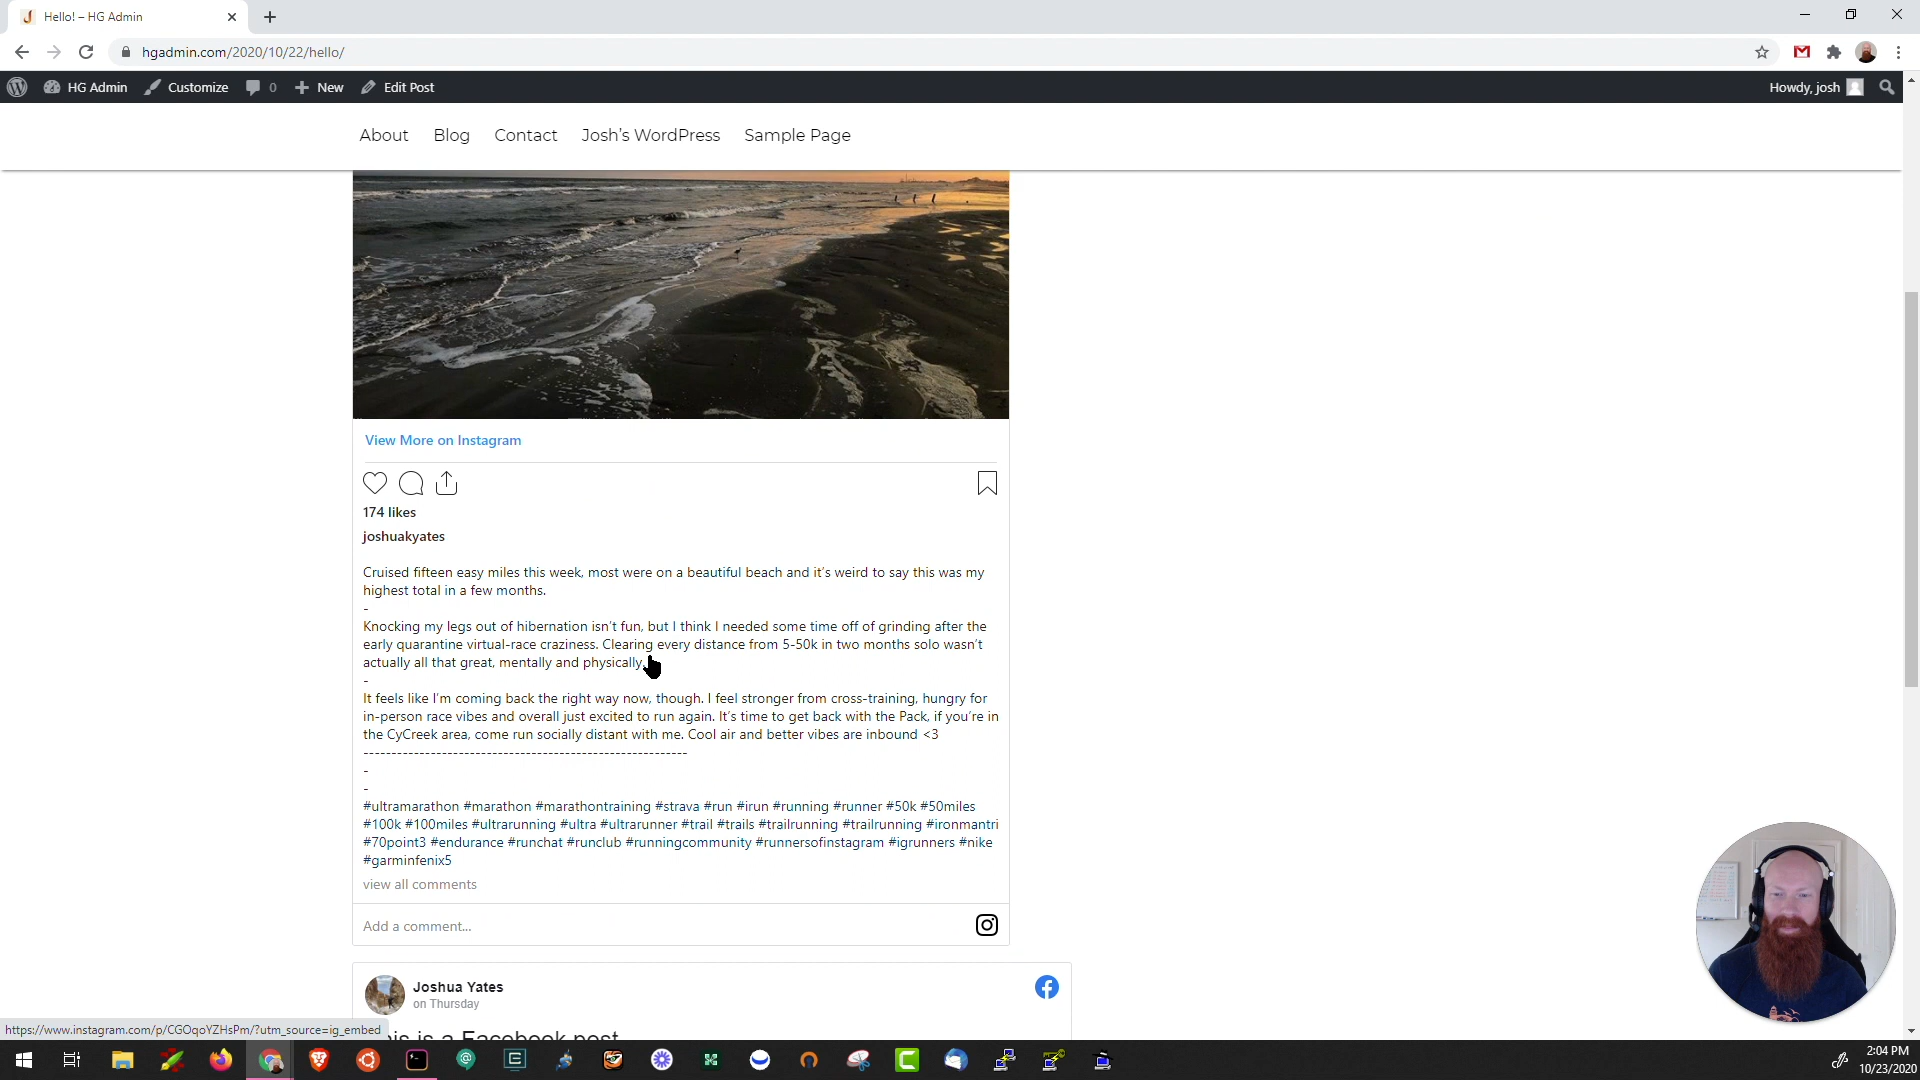 Hello! – HG Admin
hgadmin.com/2020/10/22/hello/
HG Admin Customize 0 New Edit Post Howdy, josh
About Blog Contact Josh's WordPress Sample Page
View More on Instagram
174 likes
joshuakyates
Cruised fifteen easy miles this week, most were on a beautiful beach and it's weird to say this was my
highest total in a few months.
-
Knocking my legs out of hibernation isn't fun, but I think I needed some time off of grinding after the
early quarantine virtual-race craziness. Clearing every distance from 5-50k in two months solo wasn't
actually all that great, mentally and physically.
-
It feels like I'm coming back the right way now, though. I feel stronger from cross-training, hungry for
in-person race vibes and overall just excited to run again. It's time to get back with the Pack, if you're in
the CyCreek area, come run socially distant with me. Cool air and better vibes are inbound <3
----------------------------------------------------------
-
-
#ultramarathon #marathon #marathontraining #strava #run #irun #running #runner #50k #50miles
#100k #100miles #ultrarunning #ultra #ultrarunner #trail #trails #trailrunning #trailrunning #ironmantri
#70point3 #endurance #runchat #runclub #runningcommunity #runnersofinstagram #igrunners #nike
#garminfenix5
view all comments
Add a comment...
Joshua Yates
on Thursday
https://www.instagram.com/p/CGOqoYZHsPm/?utm_source=ig_embed
is is a Facebook post
2:04 PM
10/23/2020